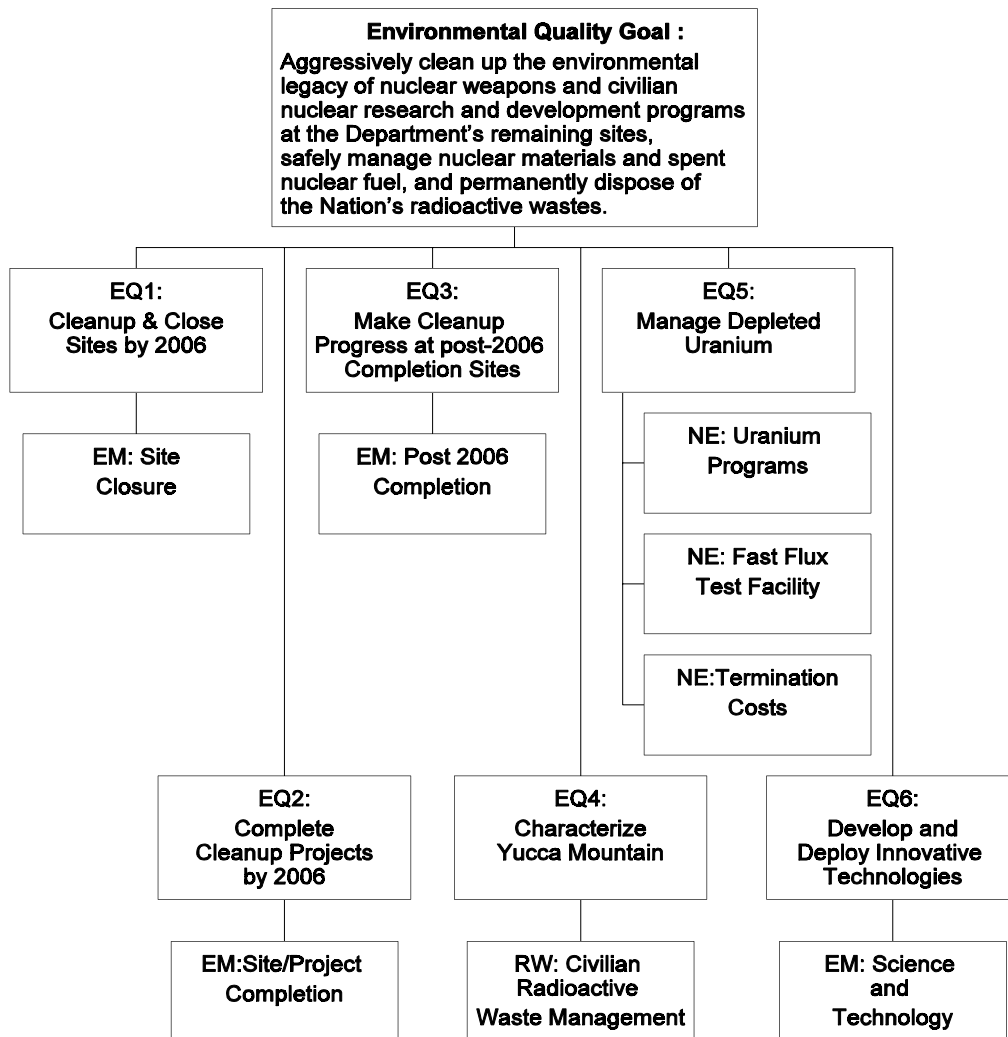 Environmental Quality Goal :
Aggressively clean up the environmental
legacy of nuclear weapons and civilian
nuclear research and development programs
at the Department's remaining sites,
safely manage nuclear materials and spent
nuclear fuel, and permanently dispose of
the Nation's radioactive wastes.
EQ1:
Cleanup & Close
Sites by 2006
EM: Site
Closure
EQ3:
Make Cleanup
Progress at post-2006
Completion Sites
EM: Post 2006
Completion
EQ5:
Manage Depleted
Uranium
NE: Uranium
Programs
NE: Fast Flux
Test Facility
NE:Termination
Costs
EQ2:
Complete
Cleanup Projects
by 2006
EM:Site/Project
Completion
EQ4:
Characterize
Yucca Mountain
RW: Civilian
Radioactive
Waste Management
EQ6:
Develop and
Deploy Innovative
Technologies
EM: Science
and
Technology